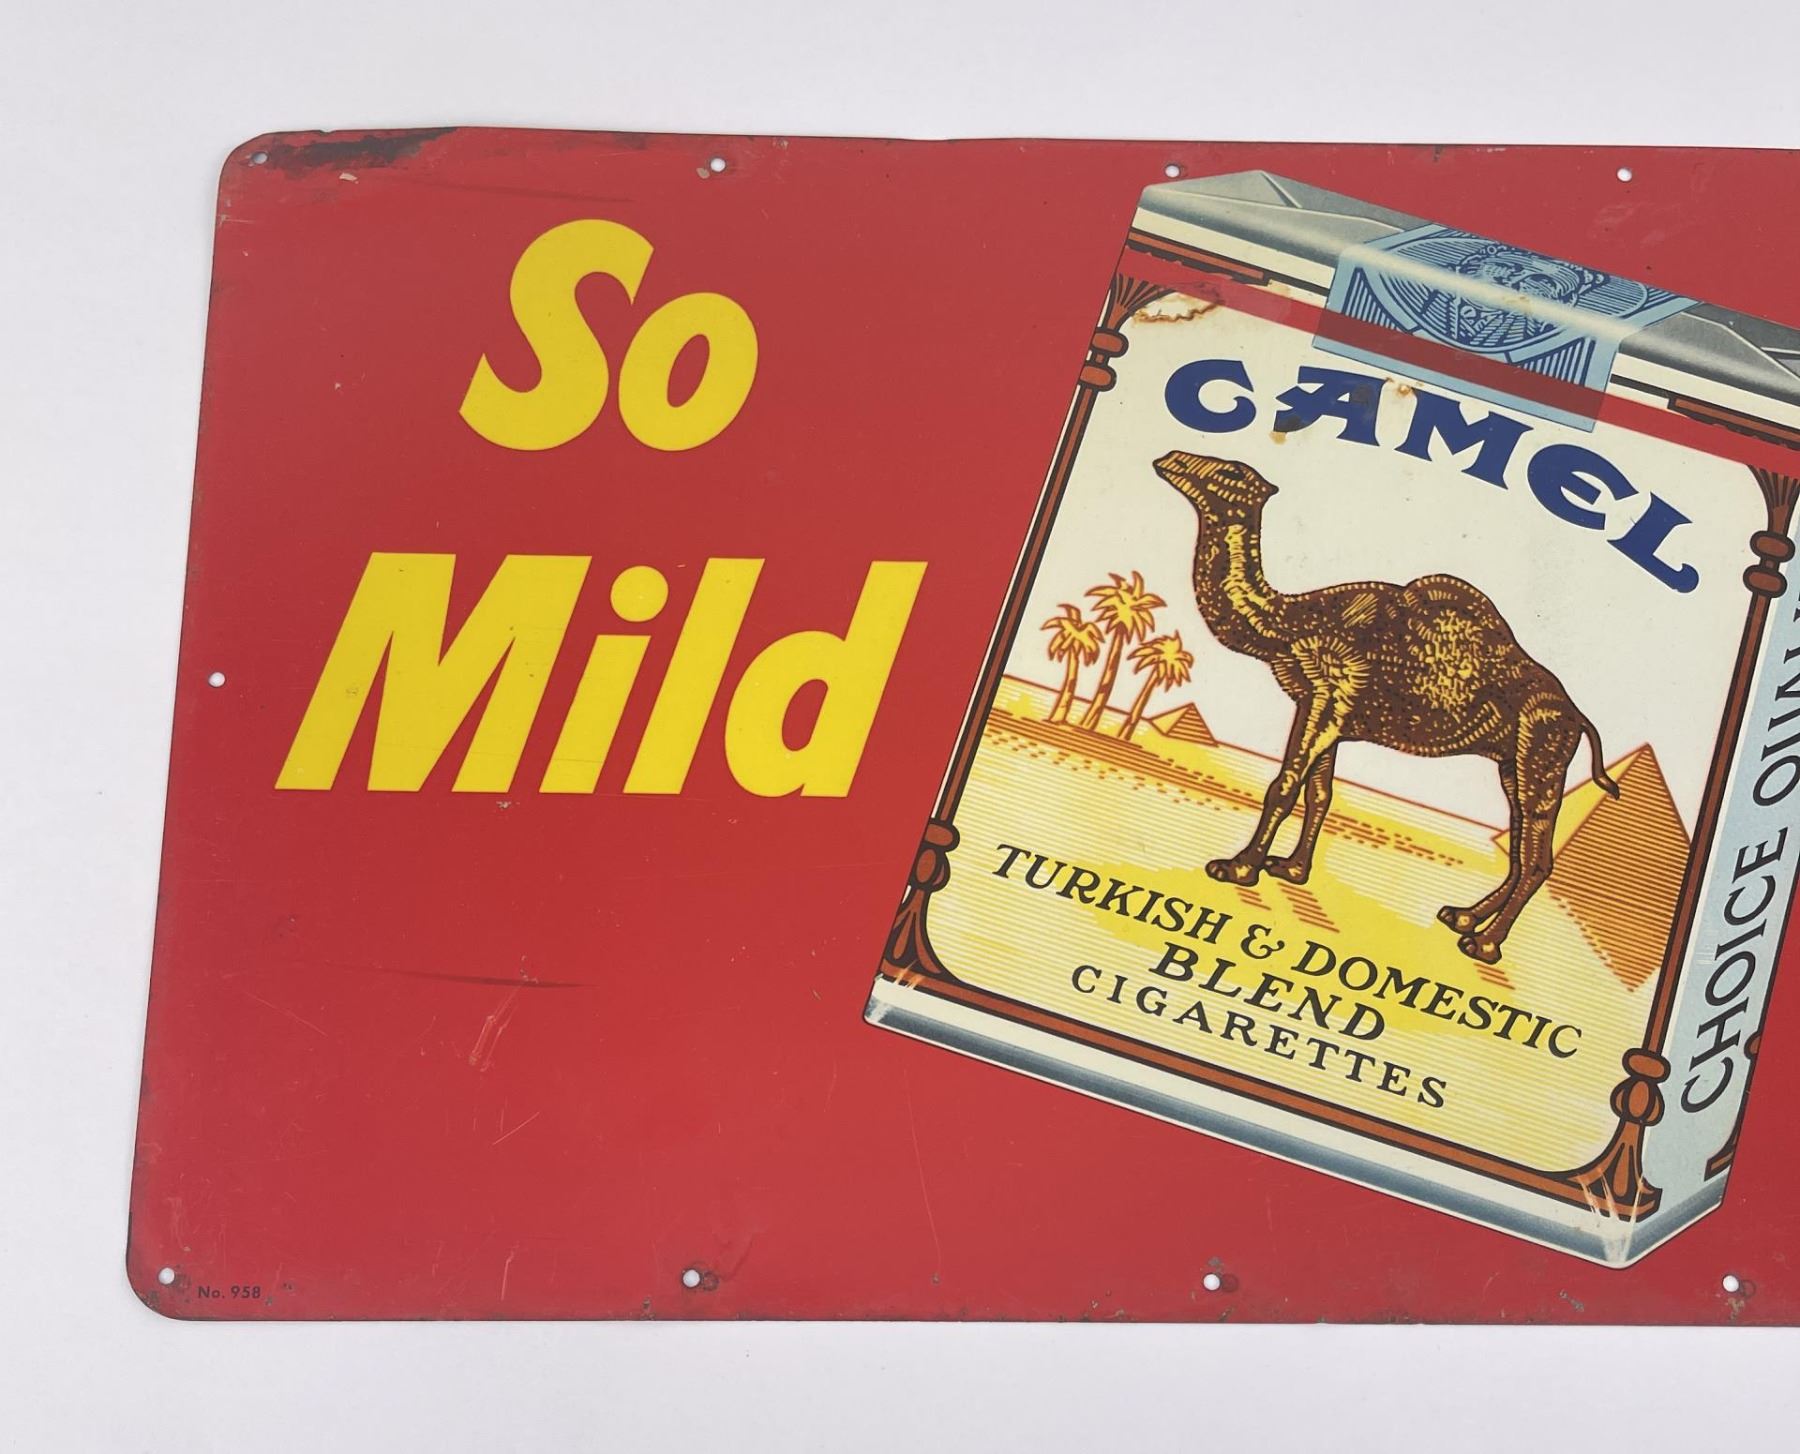 So
Mild
CAMEL
TURKISH & DOMESTIC
BLEND
CIGARETTES
CHOICE
No. 958